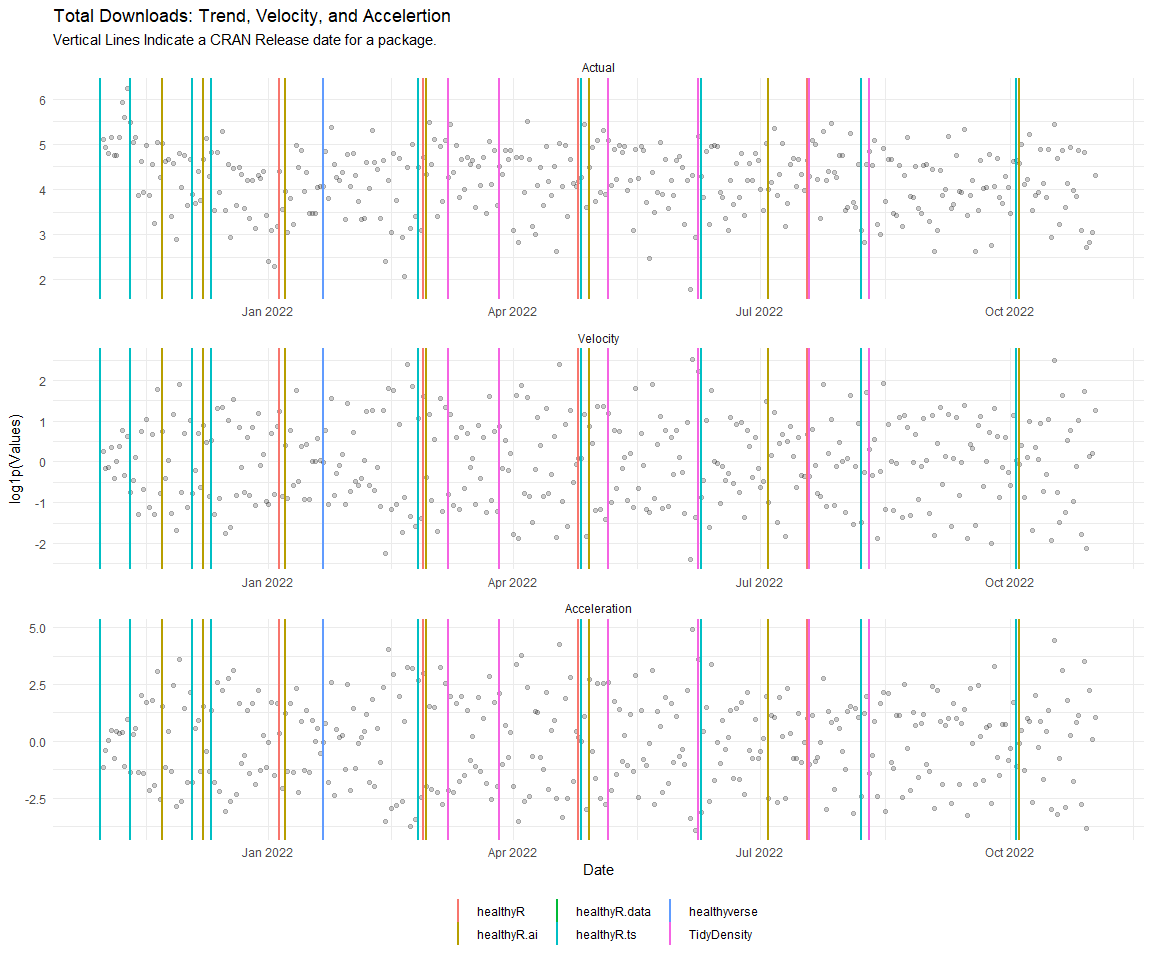 Total Downloads: Trend, Velocity, and Accelertion
Vertical Lines Indicate a CRAN Release date for a package.
Actual
6
5
4
3
2
Jan 2022 Apr 2022 Jul 2022 Oct 2022
Velocity
2
1
0
-1
-2
Jan 2022 Apr 2022 Jul 2022 Oct 2022
Acceleration
5.0
2.5
0.0
-2.5
Jan 2022 Apr 2022 Jul 2022 Oct 2022
log1p(Values)
Date
healthyR healthyR.data healthyverse
healthyR.ai healthyR.ts TidyDensity